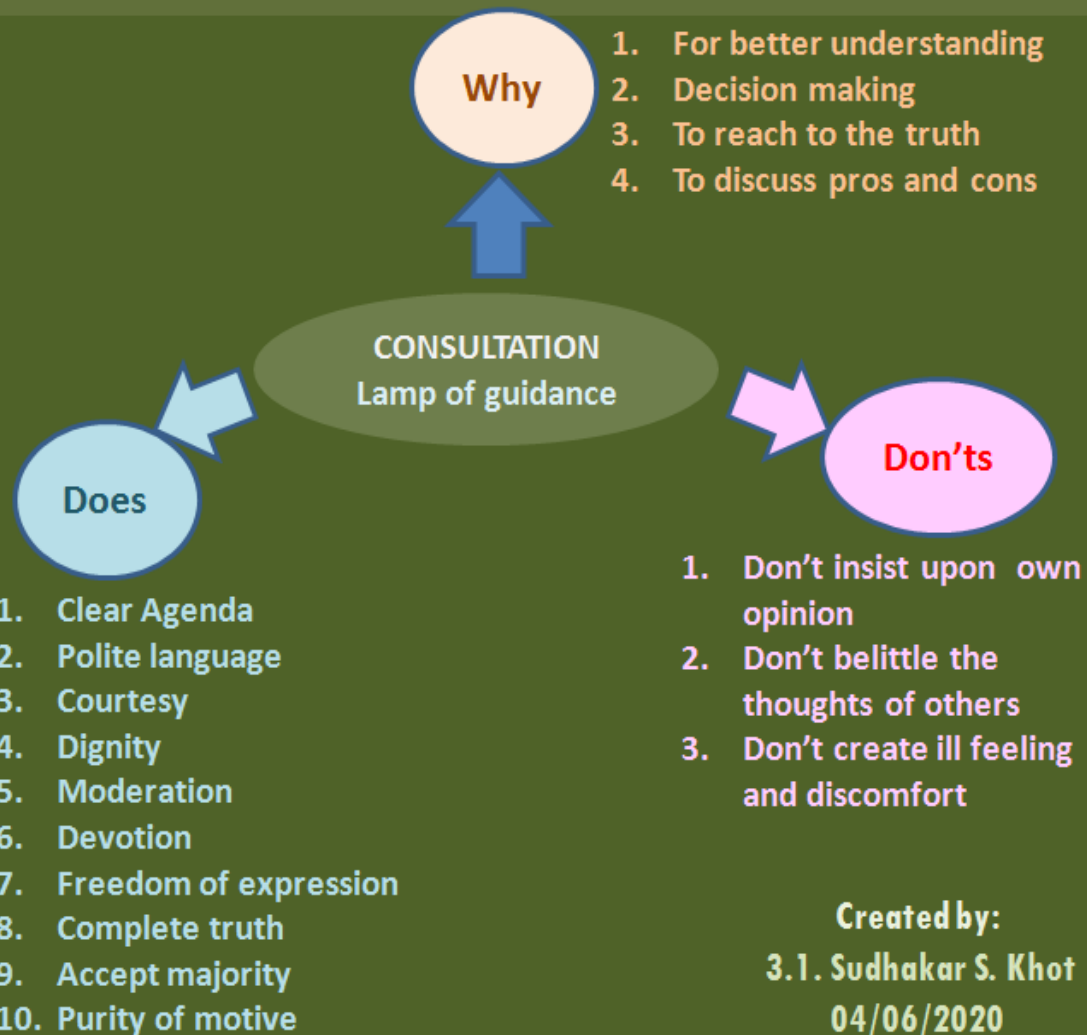 Why
1. For better understanding
2. Decision making
3. To reach to the truth
4. To discuss pros and cons
CONSULTATION
Lamp of guidance
Does
1. Clear Agenda
2. Polite language
3. Courtesy
4. Dignity
5. Moderation
6. Devotion
7. Freedom of expression
8. Complete truth
9. Accept majority
10. Purity of motive
Don’ts
1. Don’t insist upon own
opinion
2. Don’t belittle the
thoughts of others
3. Don’t create ill feeling
and discomfort
Created by:
3.1. Sudhakar S. Khot
04/06/2020